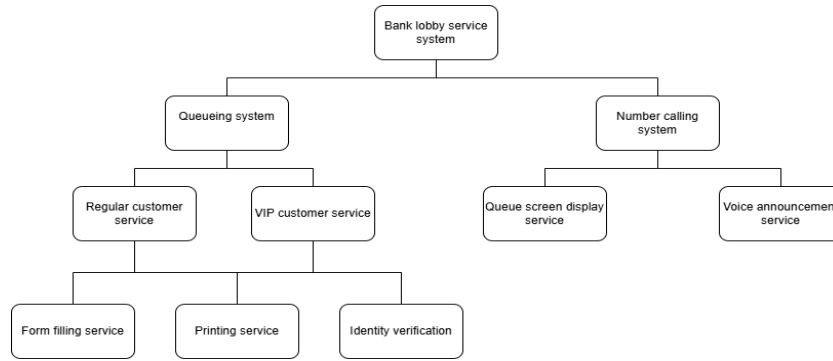 Bank lobby service
system
Queueing system
Number calling
system
Regular customer
service
VIP customer service
Queue screen display
service
Voice announcement
service
Form filling service
Printing service
Identity verification